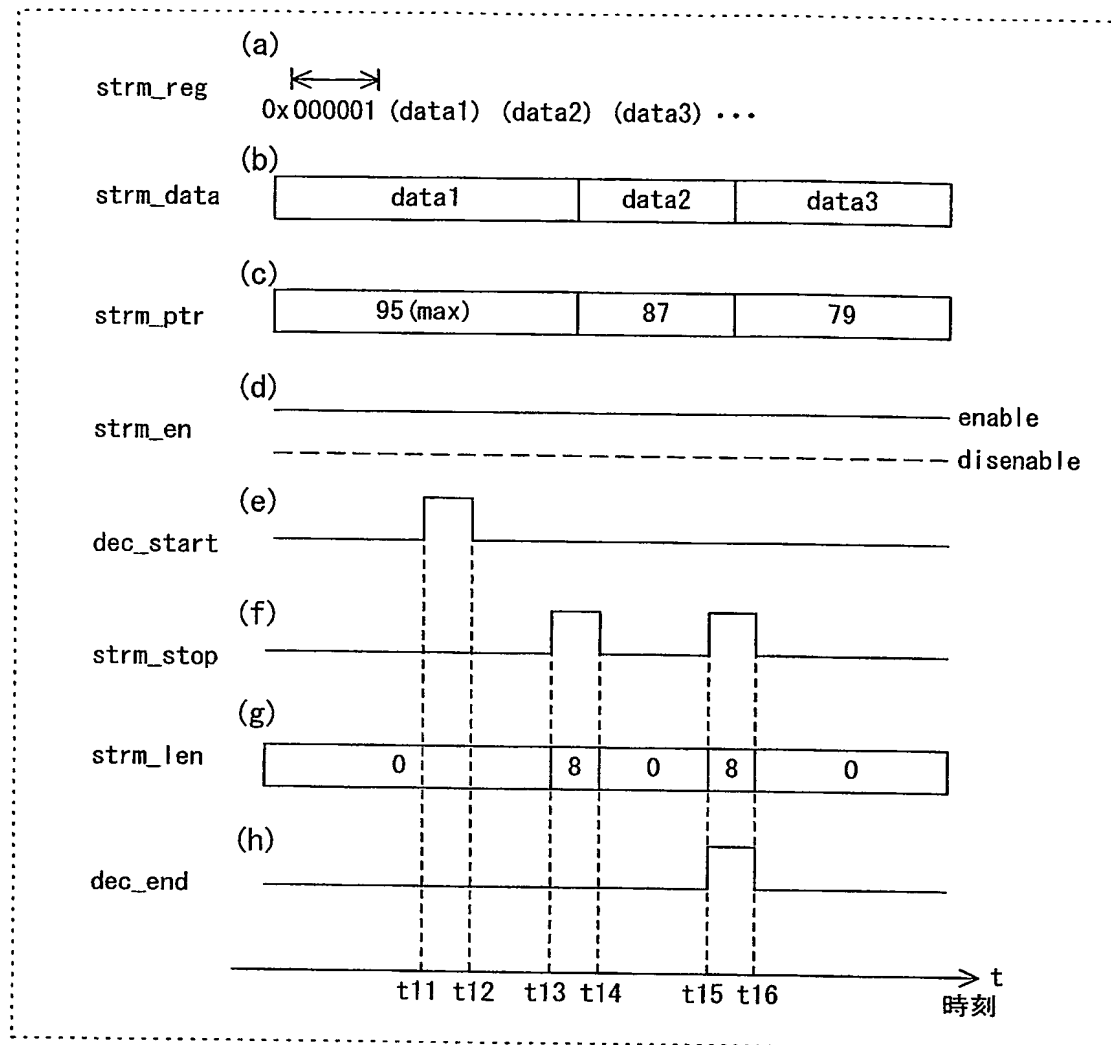 (a)
strm_reg
0x000001 (data1) (data2) (data3) ···
(b)
strm_data data1 data2 data3
(c)
strm_ptr 95(max) 87 79
(d)
strm_en enable
disenable
(e)
dec_start
(f)
strm_stop
(g)
strm_len 0 8 0 8 0
(h)
dec_end
t11 t12 t13 t14 t15 t16 t
時刻